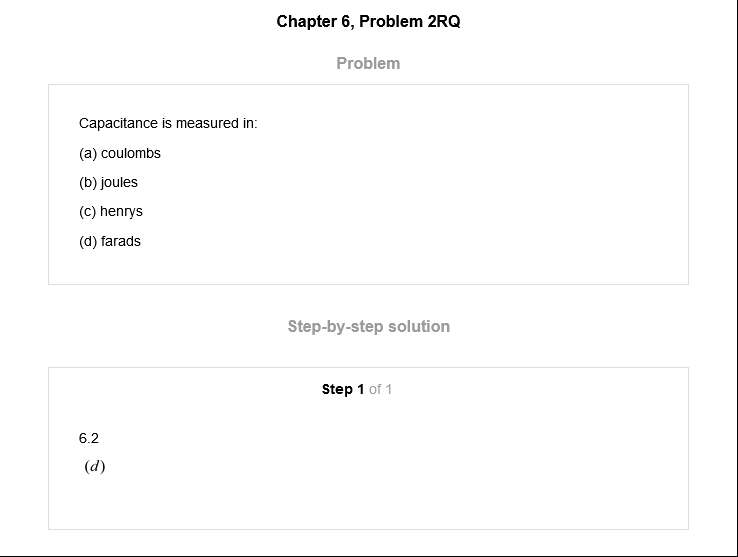 Chapter 6, Problem 2RQ
Problem
Capacitance is measured in:
(a) coulombs
(b) joules
(c) henrys
(d) farads
Step-by-step solution
Step 1 of 1
6.2
(d)